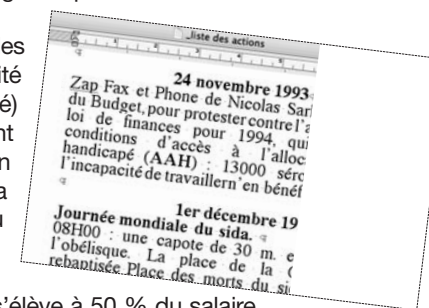 _liste des actions
es
ité
é)
nt
n
a
u
24 novembre 1993
Zap Fax et Phone de Nicolas Sar
du Budget, pour protester contre l'a
loi de finances pour 1994, qui
conditions d'accès à l'alloc
handicapé (AAH) : 13000 séro
l'incapacité de travaillern'en bénéf
1er décembre 19
Journée mondiale du sida.
08H00 : une capote de 30 m. e
l'obélisque. La place de la C
rebaptisée Place des morts du si
s'élève à 50 % du salaire